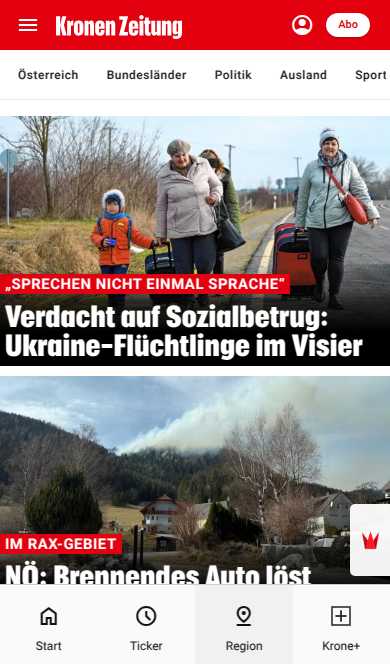 Kronen Zeitung
Abo
Österreich Bundesländer Politik Ausland Sport
„SPRECHEN NICHT EINMAL SPRACHE“
Verdacht auf Sozialbetrug:
Ukraine-Flüchtlinge im Visier
IM RAX-GEBIET
NÖ: Brennendes Auto löst
Start Ticker Region Krone+